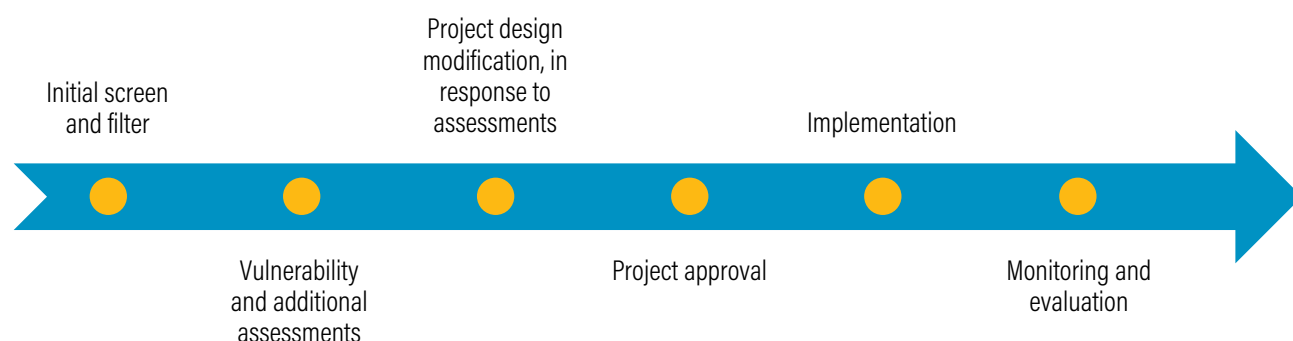 Initial screen
and filter
Vulnerability
and additional
assessments
Project design
modification, in
response to
assessments
Project approval
Implementation
Monitoring and
evaluation